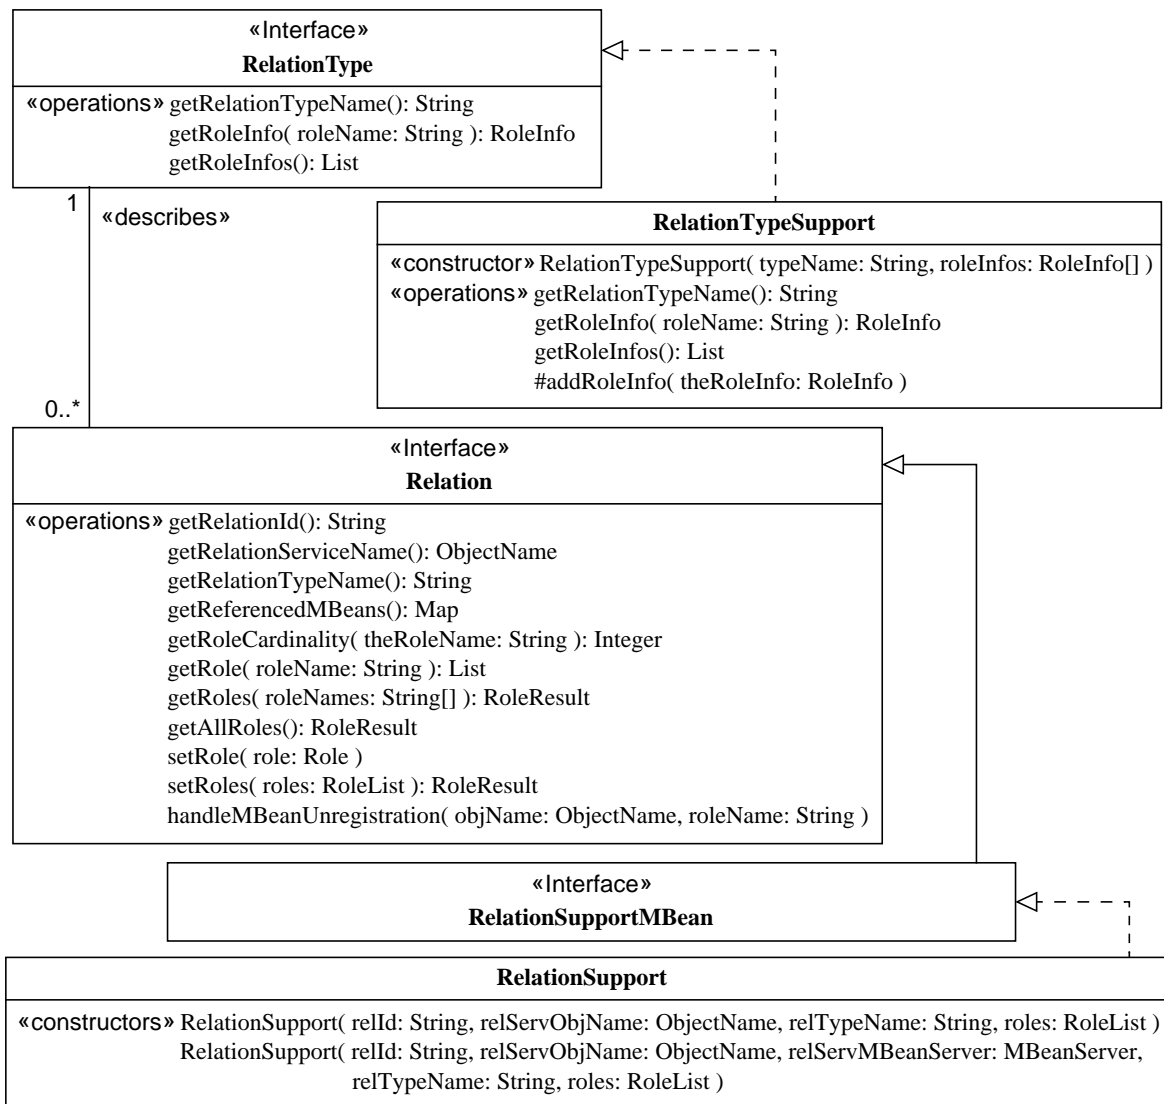 «Interface»
RelationType
«operations» getRelationTypeName(): String
getRoleInfo( roleName: String ): RoleInfo
getRoleInfos(): List
1
«describes»
RelationTypeSupport
«constructor» RelationTypeSupport( typeName: String, roleInfos: RoleInfo[] )
«operations» getRelationTypeName(): String
getRoleInfo( roleName: String ): RoleInfo
getRoleInfos(): List
#addRoleInfo( theRoleInfo: RoleInfo )
0..*
«Interface»
Relation
«operations» getRelationId(): String
getRelationServiceName(): ObjectName
getRelationTypeName(): String
getReferencedMBeans(): Map
getRoleCardinality( theRoleName: String ): Integer
getRole( roleName: String ): List
getRoles( roleNames: String[] ): RoleResult
getAllRoles(): RoleResult
setRole( role: Role )
setRoles( roles: RoleList ): RoleResult
handleMBeanUnregistration( objName: ObjectName, roleName: String )
«Interface»
RelationSupportMBean
RelationSupport
«constructors» RelationSupport( relId: String, relServObjName: ObjectName, relTypeName: String, roles: RoleList )
RelationSupport( relId: String, relServObjName: ObjectName, relServMBeanServer: MBeanServer,
relTypeName: String, roles: RoleList )